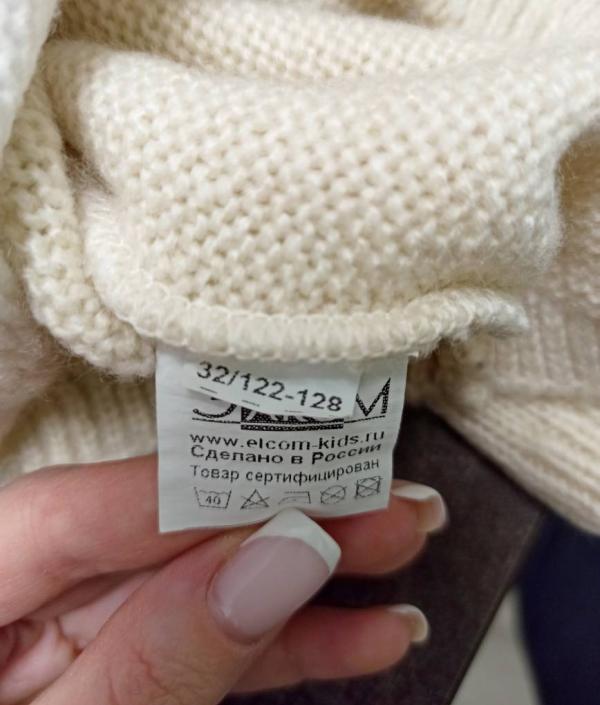 32/122-128
www.elcom-kids.ru
Сделано в России
Товар сертифицирован
40